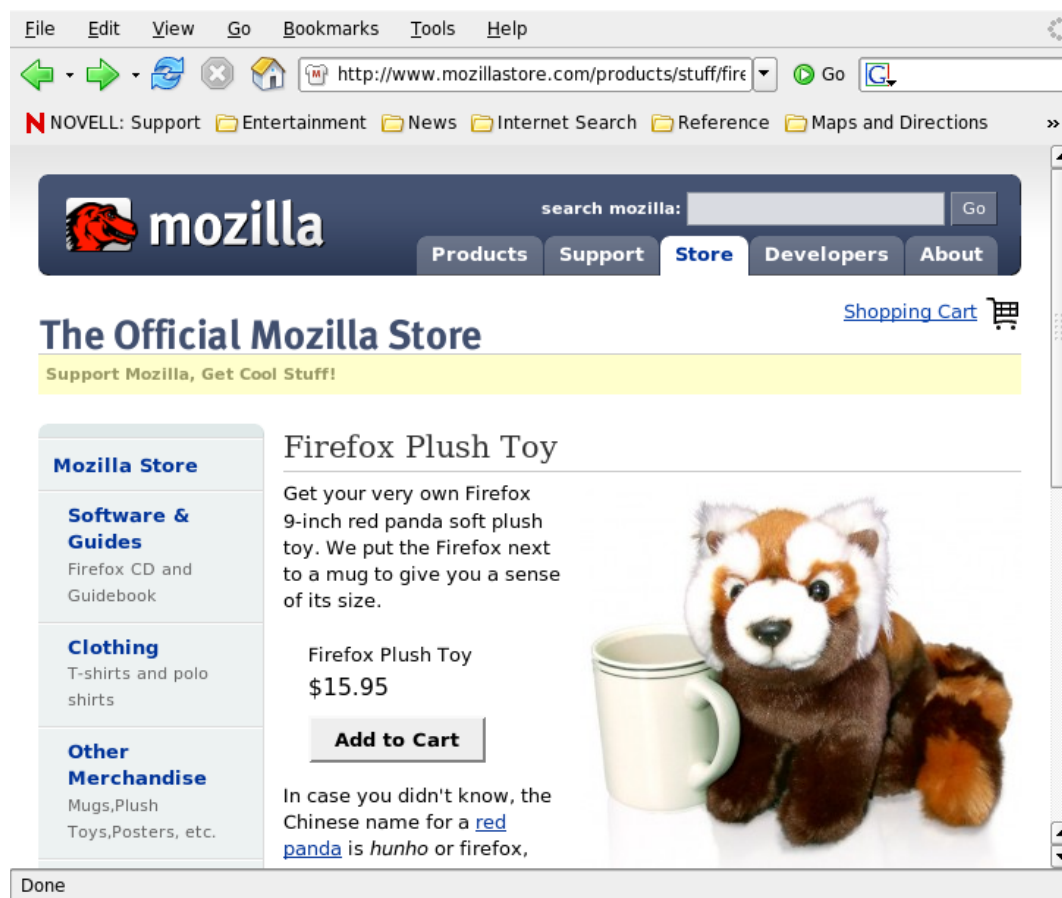 File Edit View Go Bookmarks Tools Help
http://www.mozillastore.com/products/stuff/fire Go G
N NOVELL: Support Entertainment News Internet Search Reference Maps and Directions »
mozilla
search mozilla: Go
Products Support Store Developers About
Shopping Cart
The Official Mozilla Store
Support Mozilla, Get Cool Stuff!
Mozilla Store
Software &
Guides
Firefox CD and
Guidebook
Clothing
T-shirts and polo
shirts
Other
Merchandise
Mugs,Plush
Toys,Posters, etc.
Firefox Plush Toy
Get your very own Firefox
9-inch red panda soft plush
toy. We put the Firefox next
to a mug to give you a sense
of its size.
Firefox Plush Toy
$15.95
Add to Cart
In case you didn't know, the
Chinese name for a red
panda is hunho or firefox,
Done